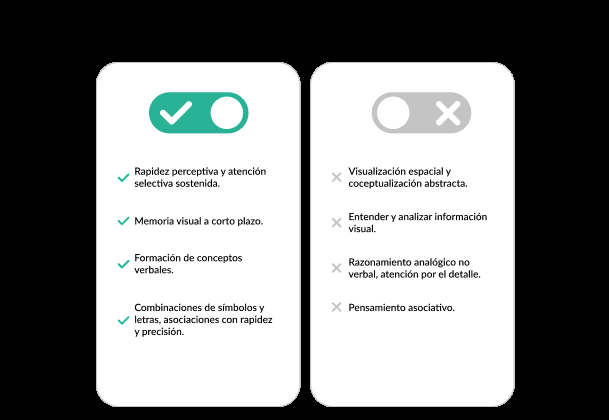 Rapidez perceptiva y atención
selectiva sostenida.
Memoria visual a corto plazo.
Formación de conceptos
verbales.
Combinaciones de símbolos y
letras, asociaciones con rapidez
y precisión.
Visualización espacial y
coceptualización abstracta.
Entender y analizar información
visual.
Razonamiento analógico no
verbal, atención por el detalle.
Pensamiento asociativo.